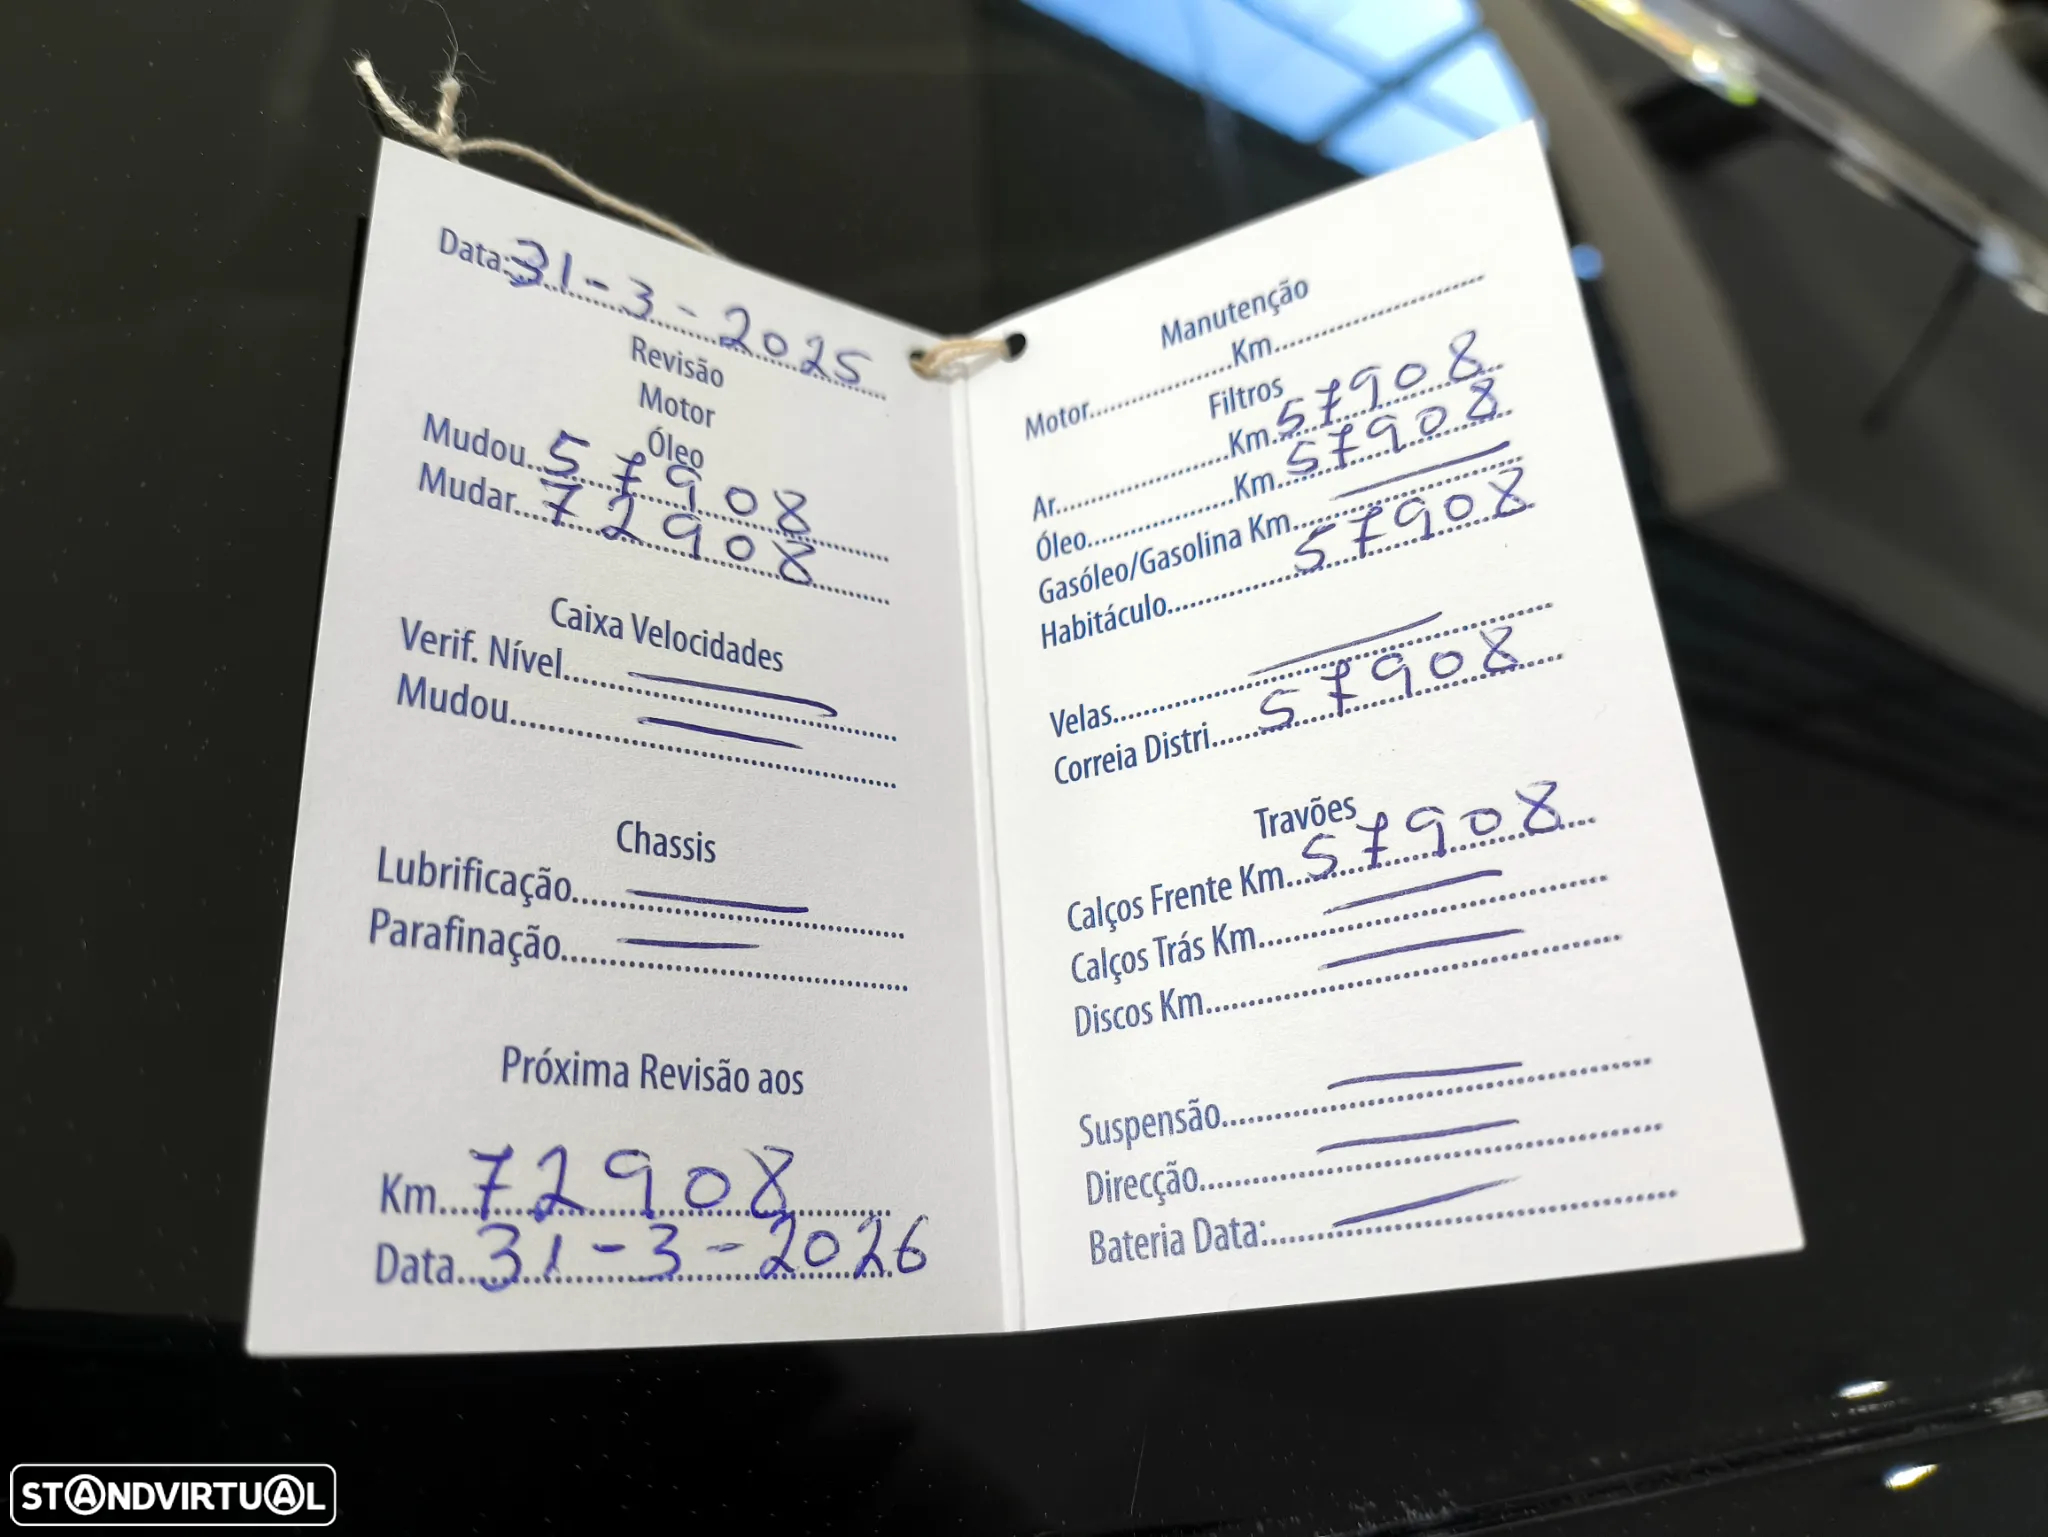 Data: 31-3-2025
Revisão
Motor
Óleo
Mudou 57908
Mudar 72908
Caixa Velocidades
Verif. Nível
Mudou
Chassis
Lubrificação
Parafinação
Próxima Revisão aos
Km 72908
Data 31-3-2026
Manutenção
Motor Km
Filtros
Ar Km 57908
Óleo Km 57908
Gasóleo/Gasolina Km
Habitáculo 57908
Velas
Correia Distri 57908
Travões
Calços Frente Km 57908
Calços Trás Km
Discos Km
Suspensão
Direcção
Bateria Data:
STANDVIRTUAL